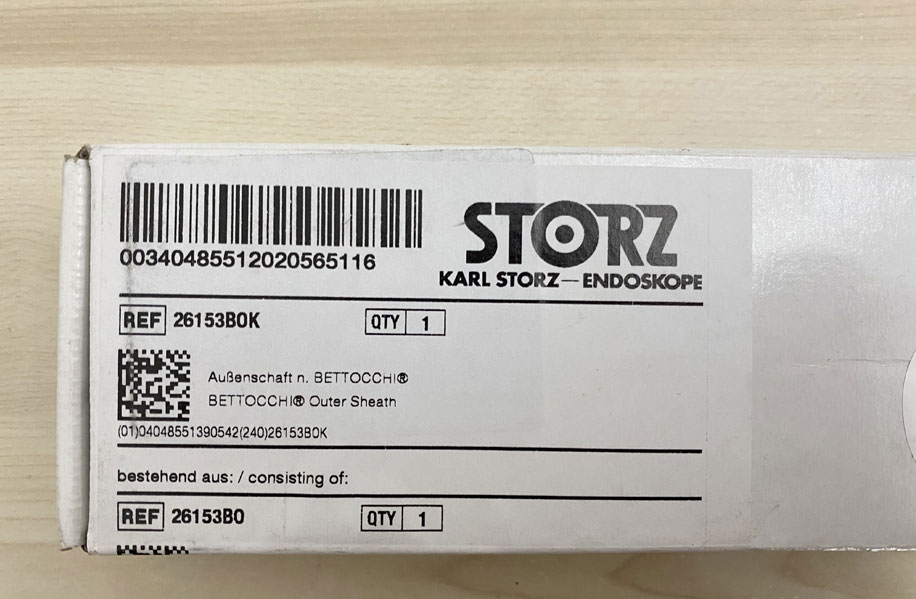 00340485512020565116
STORZ
KARL STORZ — ENDOSKOPE
REF 26153BOK QTY 1
Außenschaft n. BETTOCCHI®
BETTOCCHI® Outer Sheath
(01)04048551390542(240)26153BOK
bestehend aus: / consisting of:
REF 26153BO QTY 1